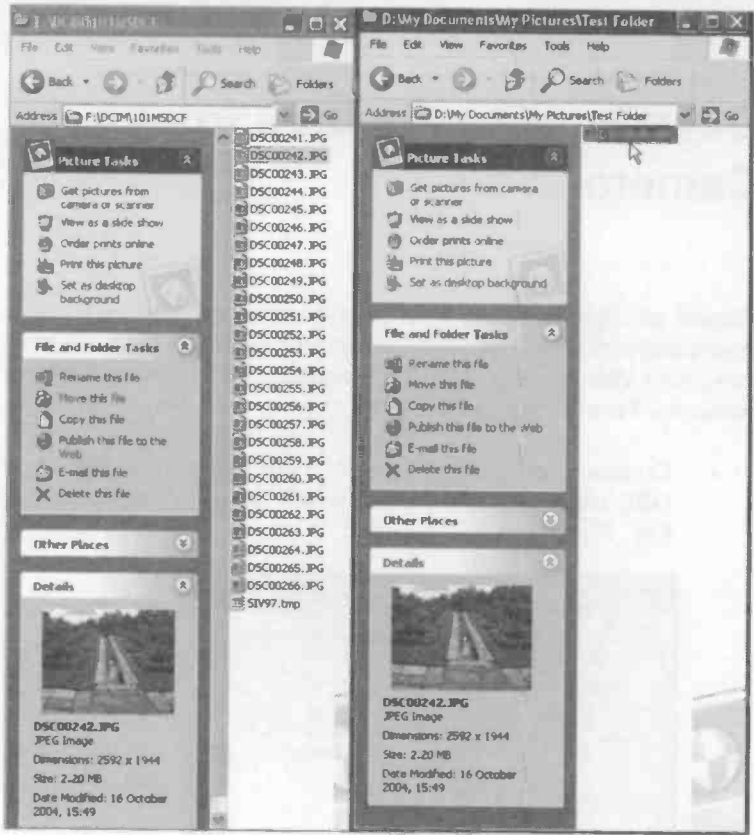 F:\DCIM\101MSDCF
File Edit View Favorites Tools Help
Back Search Folders
Address F:\DCIM\101MSDCF Go
Picture Tasks
Get pictures from
camera or scanner
View as a slide show
Order prints online
Print this picture
Set as desktop
background
File and Folder Tasks
Rename this file
Move this file
Copy this file
Publish this file to the
Web
E-mail this file
Delete this file
Other Places
Details
DSC00242.JPG
JPEG Image
Dimensions: 2592 x 1944
Size: 2.20 MB
Date Modified: 16 October
2004, 15:49
DSC00241.JPG
DSC00242.JPG
DSC00243.JPG
DSC00244.JPG
DSC00245.JPG
DSC00246.JPG
DSC00247.JPG
DSC00248.JPG
DSC00249.JPG
DSC00250.JPG
DSC00251.JPG
DSC00252.JPG
DSC00253.JPG
DSC00254.JPG
DSC00255.JPG
DSC00256.JPG
DSC00257.JPG
DSC00258.JPG
DSC00259.JPG
DSC00260.JPG
DSC00261.JPG
DSC00262.JPG
DSC00263.JPG
DSC00264.JPG
DSC00265.JPG
DSC00266.JPG
SIV97.tmp
D:\My Documents\My Pictures\Test Folder
File Edit View Favorites Tools Help
Back Search Folders
Address D:\My Documents\My Pictures\Test Folder Go
Picture Tasks
Get pictures from camera
or scanner
View as a slide show
Order prints online
Print this picture
Set as desktop
background
File and Folder Tasks
Rename this file
Move this file
Copy this file
Publish this file to the Web
E-mail this file
Delete this file
Other Places
Details
DSC00242.JPG
JPEG Image
Dimensions: 2592 x 1944
Size: 2.20 MB
Date Modified: 16 October
2004, 15:49